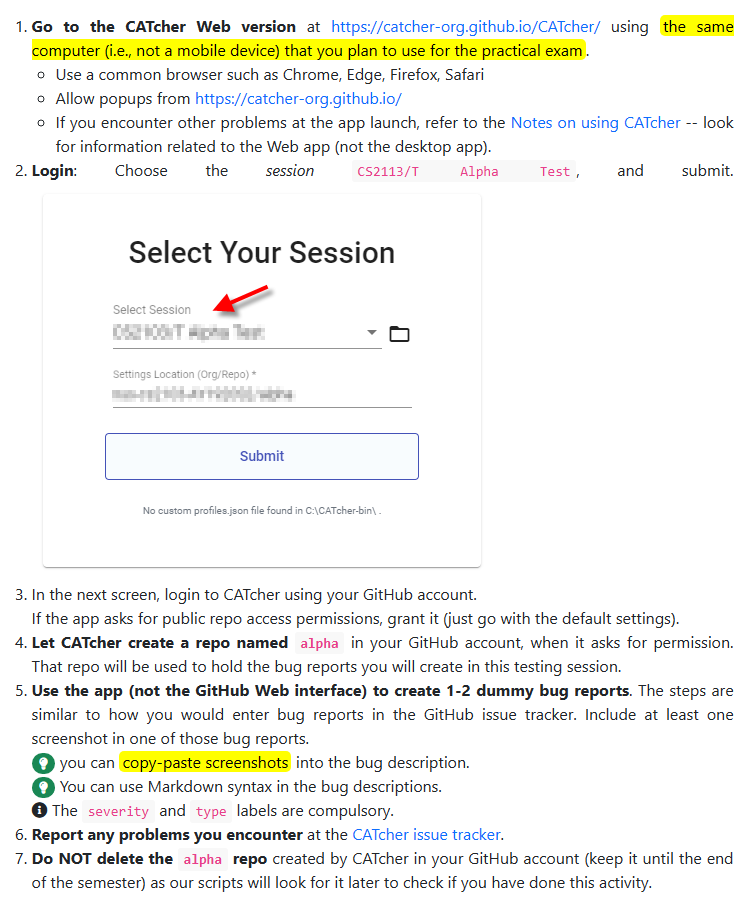 1. Go to the CATcher Web version at https://catcher-org.github.io/CATcher/ using the same
computer (i.e., not a mobile device) that you plan to use for the practical exam.
Use a common browser such as Chrome, Edge, Firefox, Safari
Allow popups from https://catcher-org.github.io/
If you encounter other problems at the app launch, refer to the Notes on using CATcher -- look
for information related to the Web app (not the desktop app).
2. Login: Choose the session CS2113/T Alpha Test, and submit.
Select Your Session
Select Session
Settings Location (Org/Repo) *
Submit
No custom profiles.json file found in C:\CATcher-bin\ .
3. In the next screen, login to CATcher using your GitHub account.
If the app asks for public repo access permissions, grant it (just go with the default settings).
4. Let CATcher create a repo named alpha in your GitHub account, when it asks for permission.
That repo will be used to hold the bug reports you will create in this testing session.
5. Use the app (not the GitHub Web interface) to create 1-2 dummy bug reports. The steps are
similar to how you would enter bug reports in the GitHub issue tracker. Include at least one
screenshot in one of those bug reports.
you can copy-paste screenshots into the bug description.
You can use Markdown syntax in the bug descriptions.
The severity and type labels are compulsory.
6. Report any problems you encounter at the CATcher issue tracker.
7. Do NOT delete the alpha repo created by CATcher in your GitHub account (keep it until the end
of the semester) as our scripts will look for it later to check if you have done this activity.